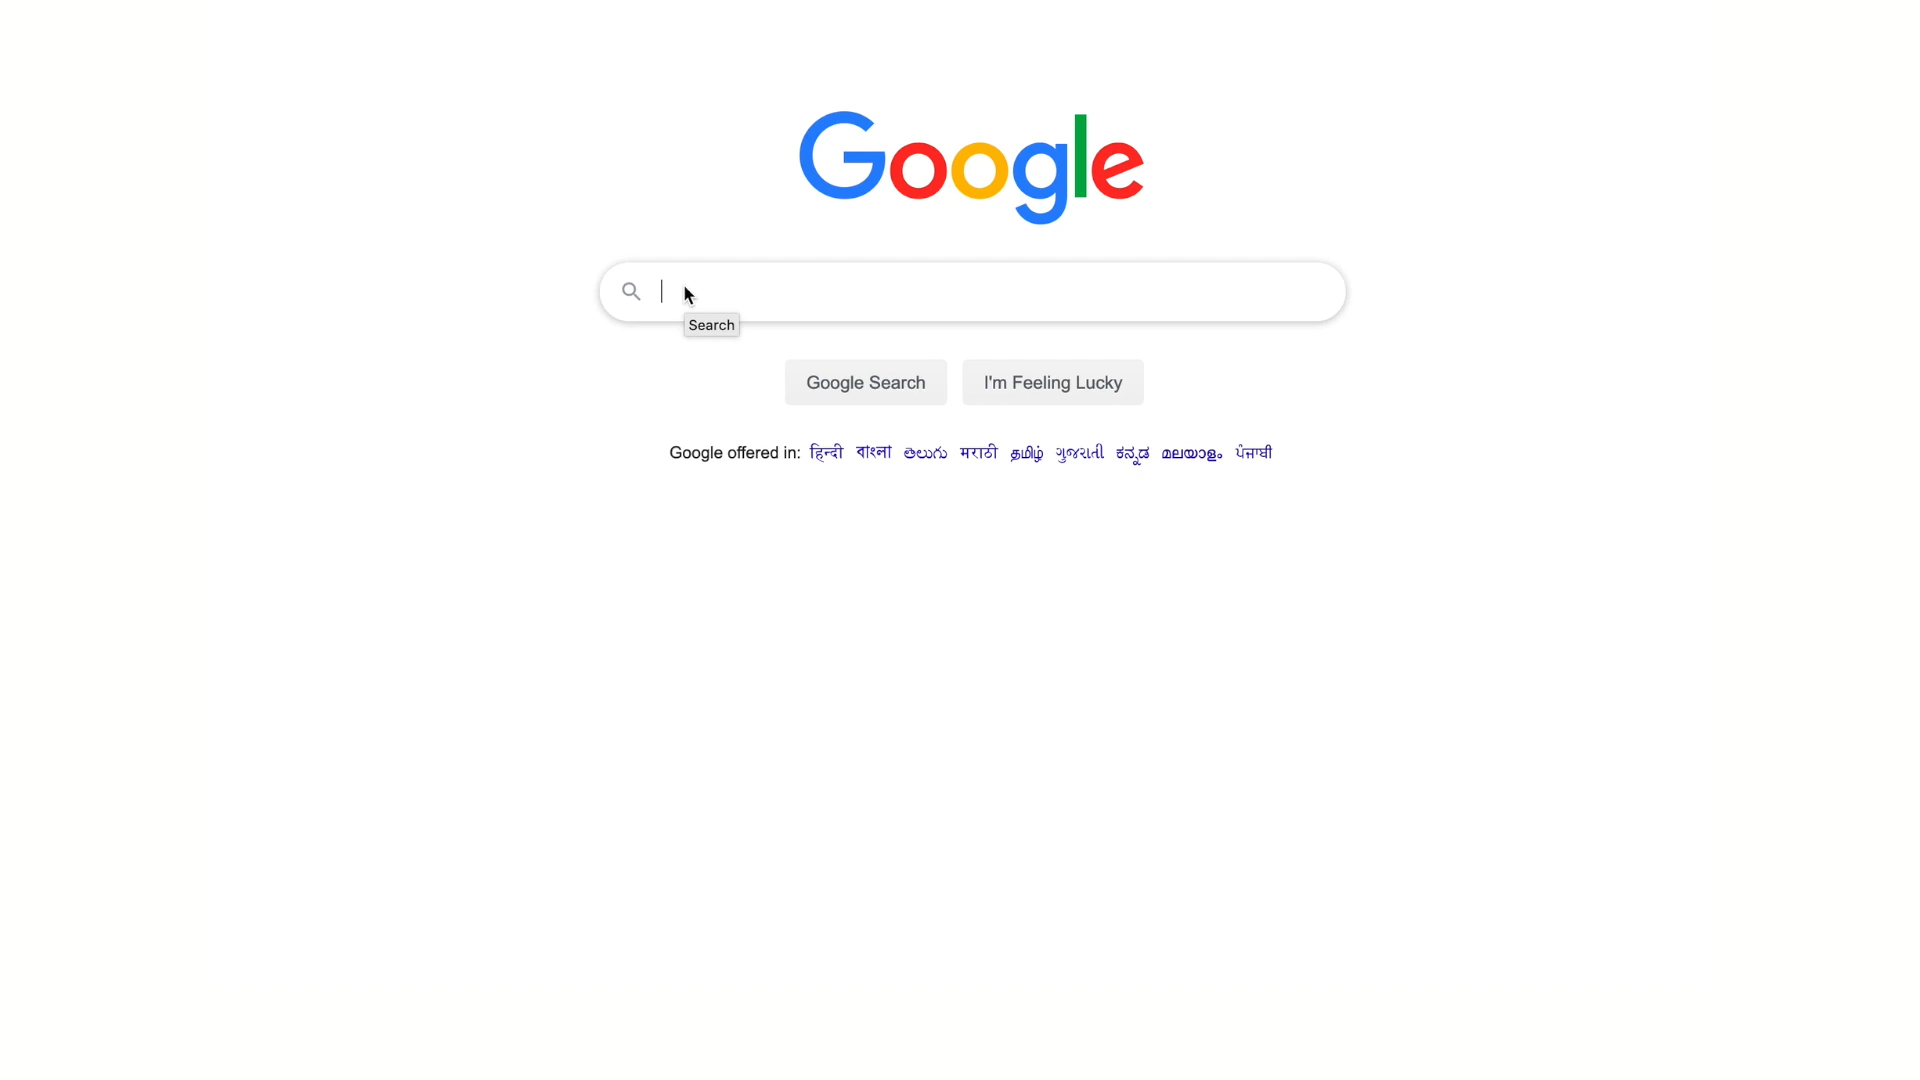 Google
Search
Google Search I'm Feeling Lucky
Google offered in: हिन्दी বাংলা తెలుగు मराठी தமிழ் ગુજરાતી ಕನ್ನಡ മലയാളം ਪੰਜਾਬੀ